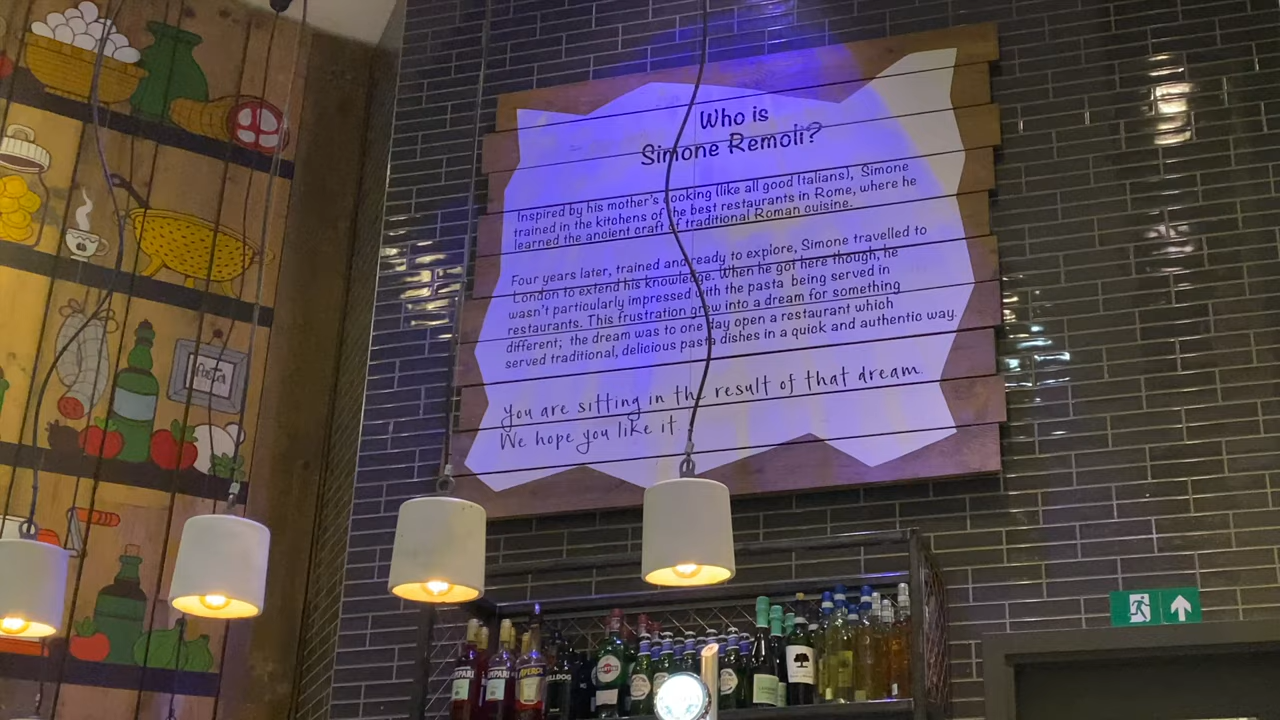 Who is
Simone Remoli?
Inspired by his mother's cooking (like all good Italians), Simone
trained in the kitchens of the best restaurants in Rome, where he
learned the ancient craft of traditional Roman cuisine.
Four years later, trained and ready to explore, Simone travelled to
London to extend his knowledge. When he got here though, he
wasn't particularly impressed with the pasta being served in
restaurants. This frustration grew into a dream for something
different; the dream was to one day open a restaurant which
served traditional, delicious pasta dishes in a quick and authentic way.
You are sitting in the result of that dream.
We hope you like it.
Pasta
CAMPARI
CAMPARI
APEROL
BULLDOG
MARTINI